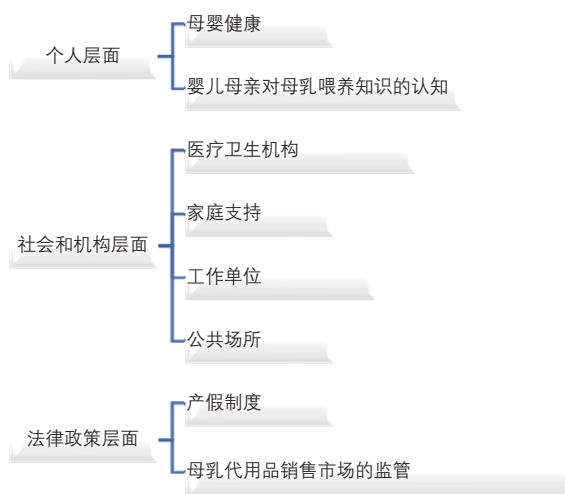 个人层面
母婴健康
婴儿母亲对母乳喂养知识的认知
社会和机构层面
医疗卫生机构
家庭支持
工作单位
公共场所
法律政策层面
产假制度
母乳代用品销售市场的监管